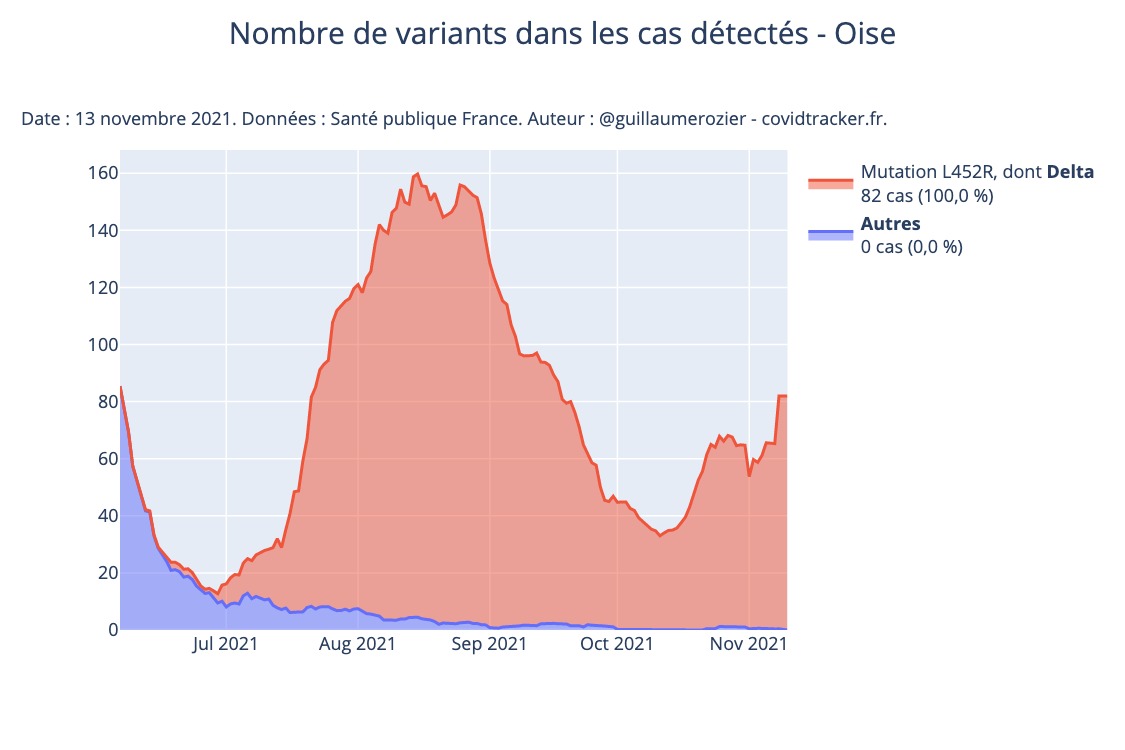 Nombre de variants dans les cas détectés - Oise
Date : 13 novembre 2021. Données : Santé publique France. Auteur : @guillaumerozier - covidtracker.fr.
160
140
120
100
80
60
40
20
0
Jul 2021 Aug 2021 Sep 2021 Oct 2021 Nov 2021
Mutation L452R, dont Delta
82 cas (100,0 %)
Autres
0 cas (0,0 %)